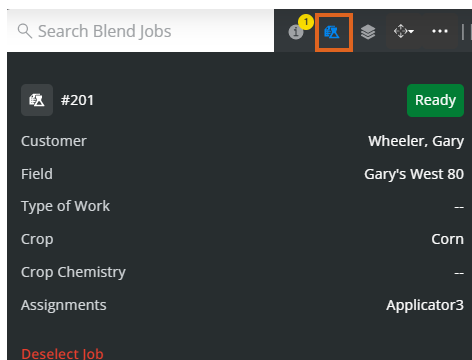 Search Blend Jobs 1
#201 Ready
Customer Wheeler, Gary
Field Gary's West 80
Type of Work --
Crop Corn
Crop Chemistry --
Assignments Applicator3
Deselect Job